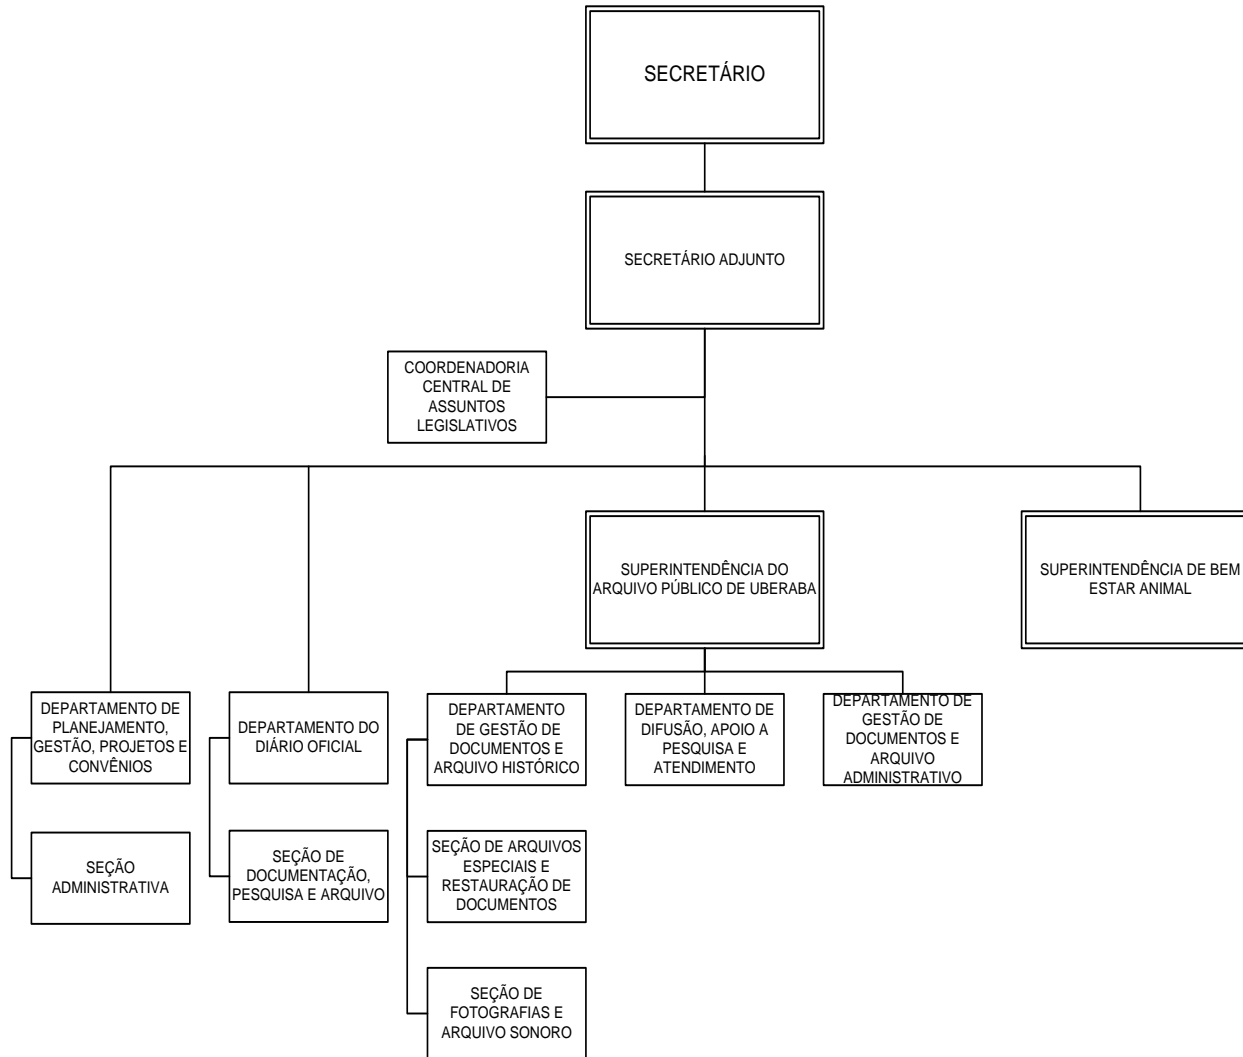 SECRETÁRIO
SECRETÁRIO ADJUNTO
COORDENADORIA
CENTRAL DE
ASSUNTOS
LEGISLATIVOS
SUPERINTENDÊNCIA DO
ARQUIVO PÚBLICO DE UBERABA
SUPERINTENDÊNCIA DE BEM
ESTAR ANIMAL
DEPARTAMENTO DE
PLANEJAMENTO,
GESTÃO, PROJETOS E
CONVÊNIOS
DEPARTAMENTO DO
DIÁRIO OFICIAL
DEPARTAMENTO
DE GESTÃO DE
DOCUMENTOS E
ARQUIVO HISTÓRICO
DEPARTAMENTO DE
DIFUSÃO, APOIO A
PESQUISA E
ATENDIMENTO
DEPARTAMENTO DE
GESTÃO DE
DOCUMENTOS E
ARQUIVO
ADMINISTRATIVO
SEÇÃO
ADMINISTRATIVA
SEÇÃO DE
DOCUMENTAÇÃO,
PESQUISA E ARQUIVO
SEÇÃO DE ARQUIVOS
ESPECIAIS E
RESTAURAÇÃO DE
DOCUMENTOS
SEÇÃO DE
FOTOGRAFIAS E
ARQUIVO SONORO